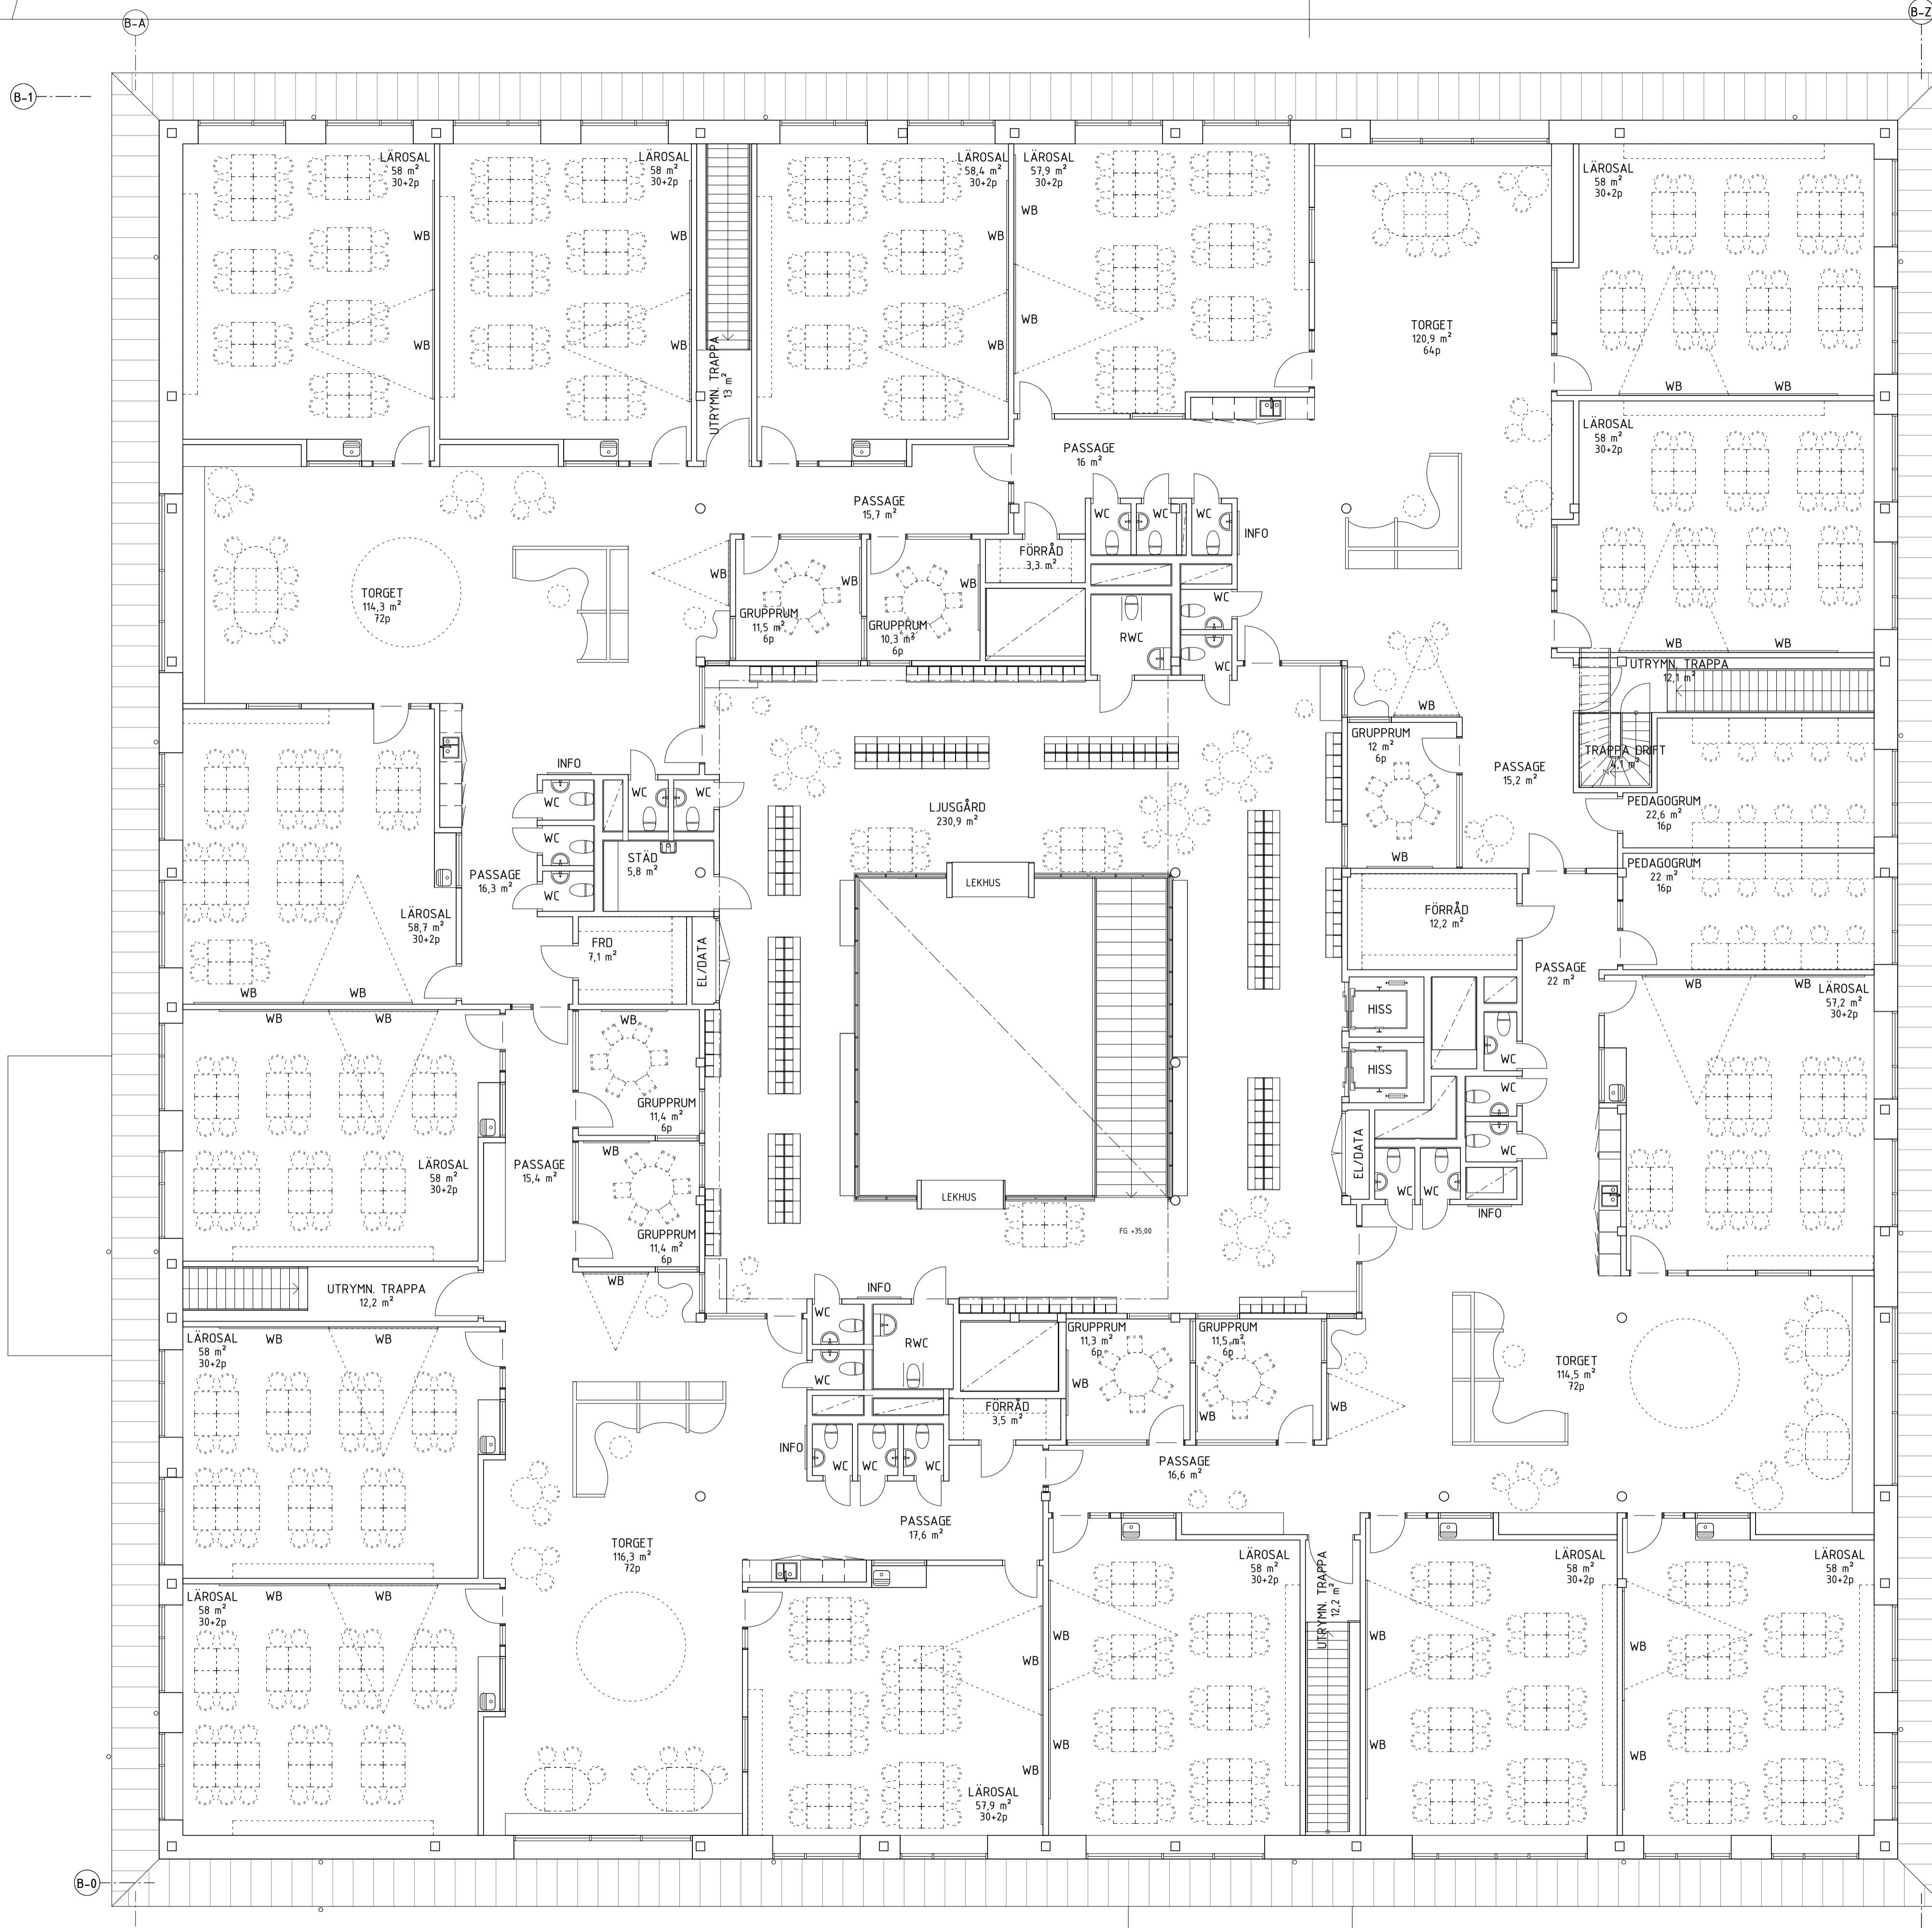 B-A
B-Z
B-1
LÄROSAL
58 m²
30+2p
WB
WB
LÄROSAL
58 m²
30+2p
WB
WB
UTRYMN. TRAPPA
13 m²
LÄROSAL
58,4 m²
30+2p
WB
WB
LÄROSAL
57,9 m²
30+2p
WB
WB
TORGET
120,9 m²
64p
LÄROSAL
58 m²
30+2p
WB
WB
LÄROSAL
58 m²
30+2p
WB
WB
PASSAGE
16 m²
PASSAGE
15,7 m²
WC
WC
WC
INFO
FÖRRÅD
3,3 m²
TORGET
114,3 m²
72p
WB
GRUPPRUM
11,5 m²
6p
WB
GRUPPRUM
10,3 m²
6p
WB
RWC
WC
WC
UTRYMN. TRAPPA
12,1 m²
WB
GRUPPRUM
12 m²
6p
WB
PASSAGE
15,2 m²
TRAPPA DRIFT
4,1 m²
PEDAGOGRUM
22,6 m²
16p
PEDAGOGRUM
22 m²
16p
INFO
WC
WC
WC
WC
WC
STÄD
5,8 m²
LJUSGÅRD
230,9 m²
LEKHUS
PASSAGE
16,3 m²
LÄROSAL
58,7 m²
30+2p
WB
WB
FRD
7,1 m²
EL/DATA
FÖRRÅD
12,2 m²
PASSAGE
22 m²
HISS
HISS
WC
WC
WC
WC
WC
EL/DATA
INFO
WB
WB
LÄROSAL
57,2 m²
30+2p
WB
WB
LÄROSAL
58 m²
30+2p
PASSAGE
15,4 m²
WB
GRUPPRUM
11,4 m²
6p
WB
GRUPPRUM
11,4 m²
6p
WB
LEKHUS
FG +35,00
UTRYMN. TRAPPA
12,2 m²
INFO
WC
WC
RWC
GRUPPRUM
11,3 m²
6p
WB
GRUPPRUM
11,5 m²
6p
WB
WB
TORGET
114,5 m²
72p
LÄROSAL
58 m²
30+2p
WB
WB
FÖRRÅD
3,5 m²
INFO
WC
WC
WC
PASSAGE
16,6 m²
PASSAGE
17,6 m²
TORGET
116,3 m²
72p
LÄROSAL
58 m²
30+2p
WB
WB
LÄROSAL
57,9 m²
30+2p
WB
WB
LÄROSAL
58 m²
30+2p
WB
WB
UTRYMN. TRAPPA
12,2 m²
LÄROSAL
58 m²
30+2p
WB
WB
LÄROSAL
58 m²
30+2p
WB
WB
B-0